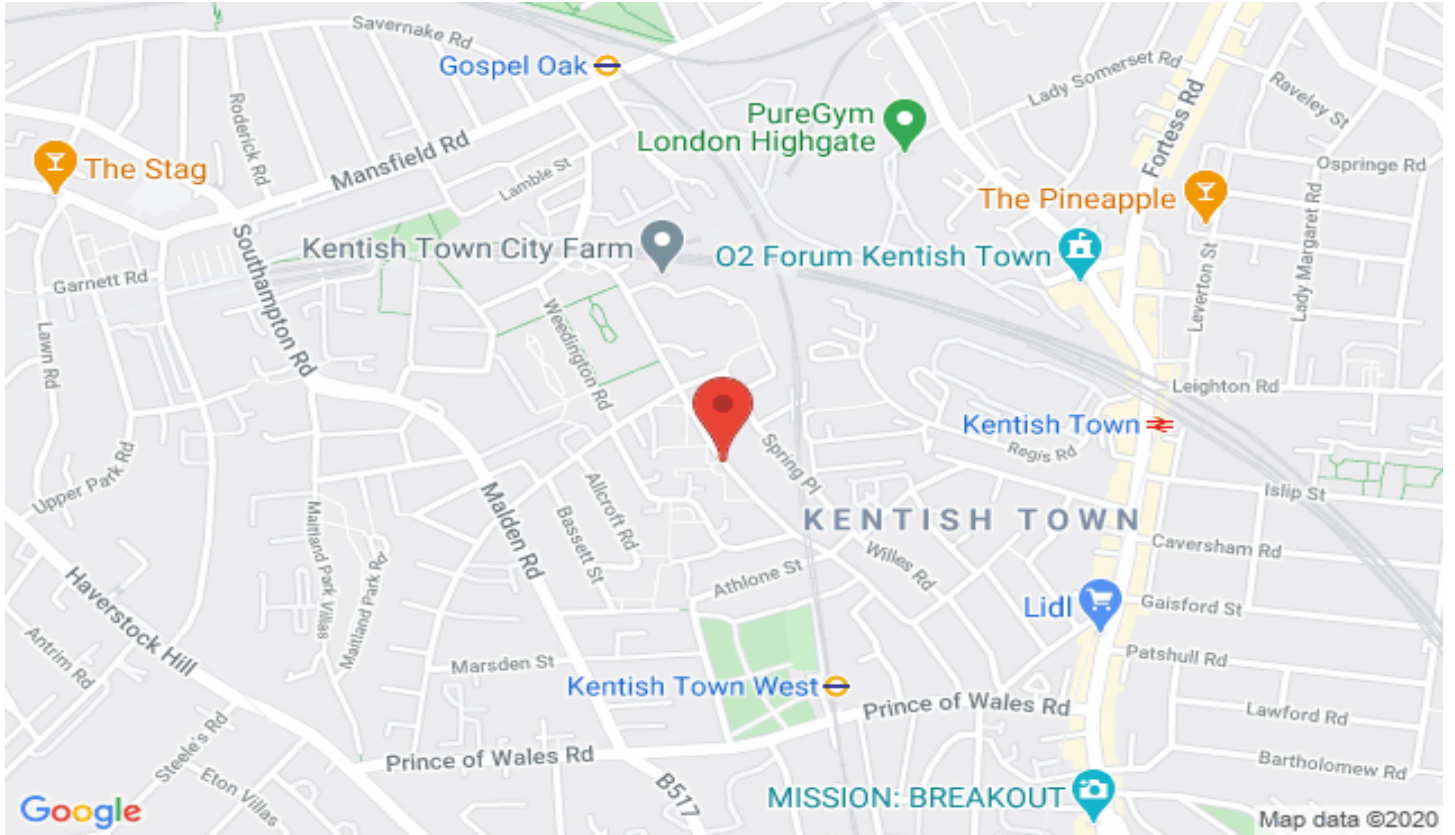 Savernake Rd
Gospel Oak
Lady Somerset Rd
Raveley St
Roderick Rd
PureGym
London Highgate
Fortess Rd
Mansfield Rd
The Stag
Lamble St
Ospringe Rd
The Pineapple
Lady Margaret Rd
Southampton Rd
Kentish Town City Farm
O2 Forum Kentish Town
Garnett Rd
Leverton St
Lawn Rd
Weedington Rd
Leighton Rd
Kentish Town
Regis Rd
Spring Pl
Upper Park Rd
Allcroft Rd
Islip St
Malden Rd
Bassett St
KENTISH TOWN
Maitland Park Villas
Maitland Park Rd
Willes Rd
Caversham Rd
Athlone St
Haverstock Hill
Lidl
Gaisford St
Antrim Rd
Marsden St
Patshull Rd
Kentish Town West
Prince of Wales Rd
Lawford Rd
Steele's Rd
Prince of Wales Rd
Bartholomew Rd
Eton Villas
B517
MISSION: BREAKOUT
Google
Map data ©2020